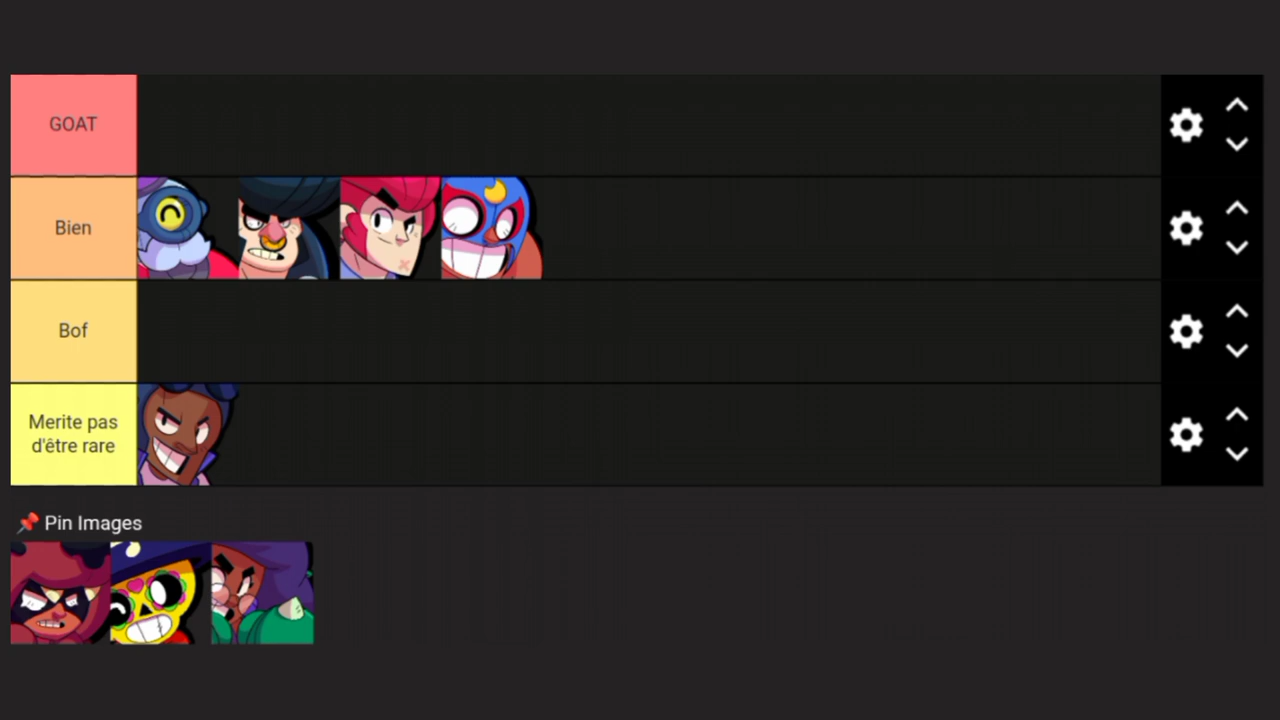 GOAT
Bien
Bof
Merite pas
d'être rare
📌 Pin Images